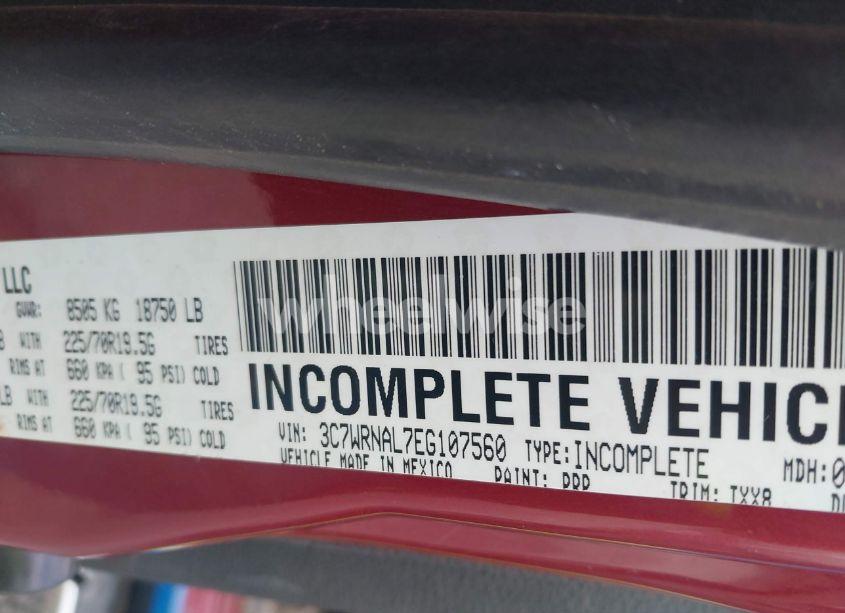 LLC
GVWR: 8505 KG 18750 LB
WITH 225/70R19.5G TIRES
RIMS AT 660 KPA ( 95 PSI) COLD
LB WITH 225/70R19.5G TIRES
RIMS AT 660 KPA ( 95 PSI) COLD
wheelwise
INCOMPLETE VEHIC
VIN: 3C7WRNAL7EG107560 TYPE:INCOMPLETE MDH:0
VEHICLE MADE IN MEXICO PAINT: PRP TRIM: TXX8